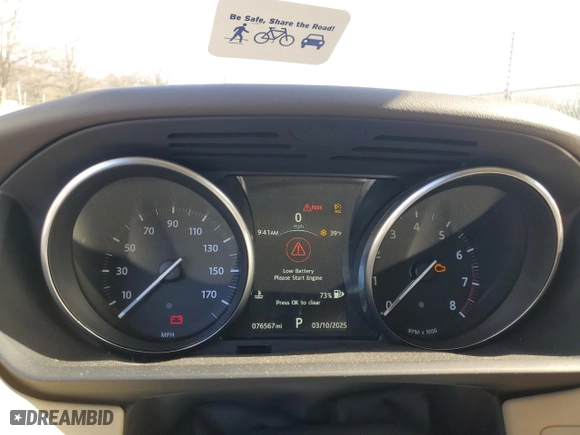 Be Safe, Share the Road!
0
mph
9:41AM
39°F
Low Battery
Please Start Engine
73%
Press OK to clear
076567mi
P
03/10/2025
10
30
50
70
90
110
130
150
170
MPH
0
1
2
3
4
5
6
7
8
RPM x 1000
DREAMBID